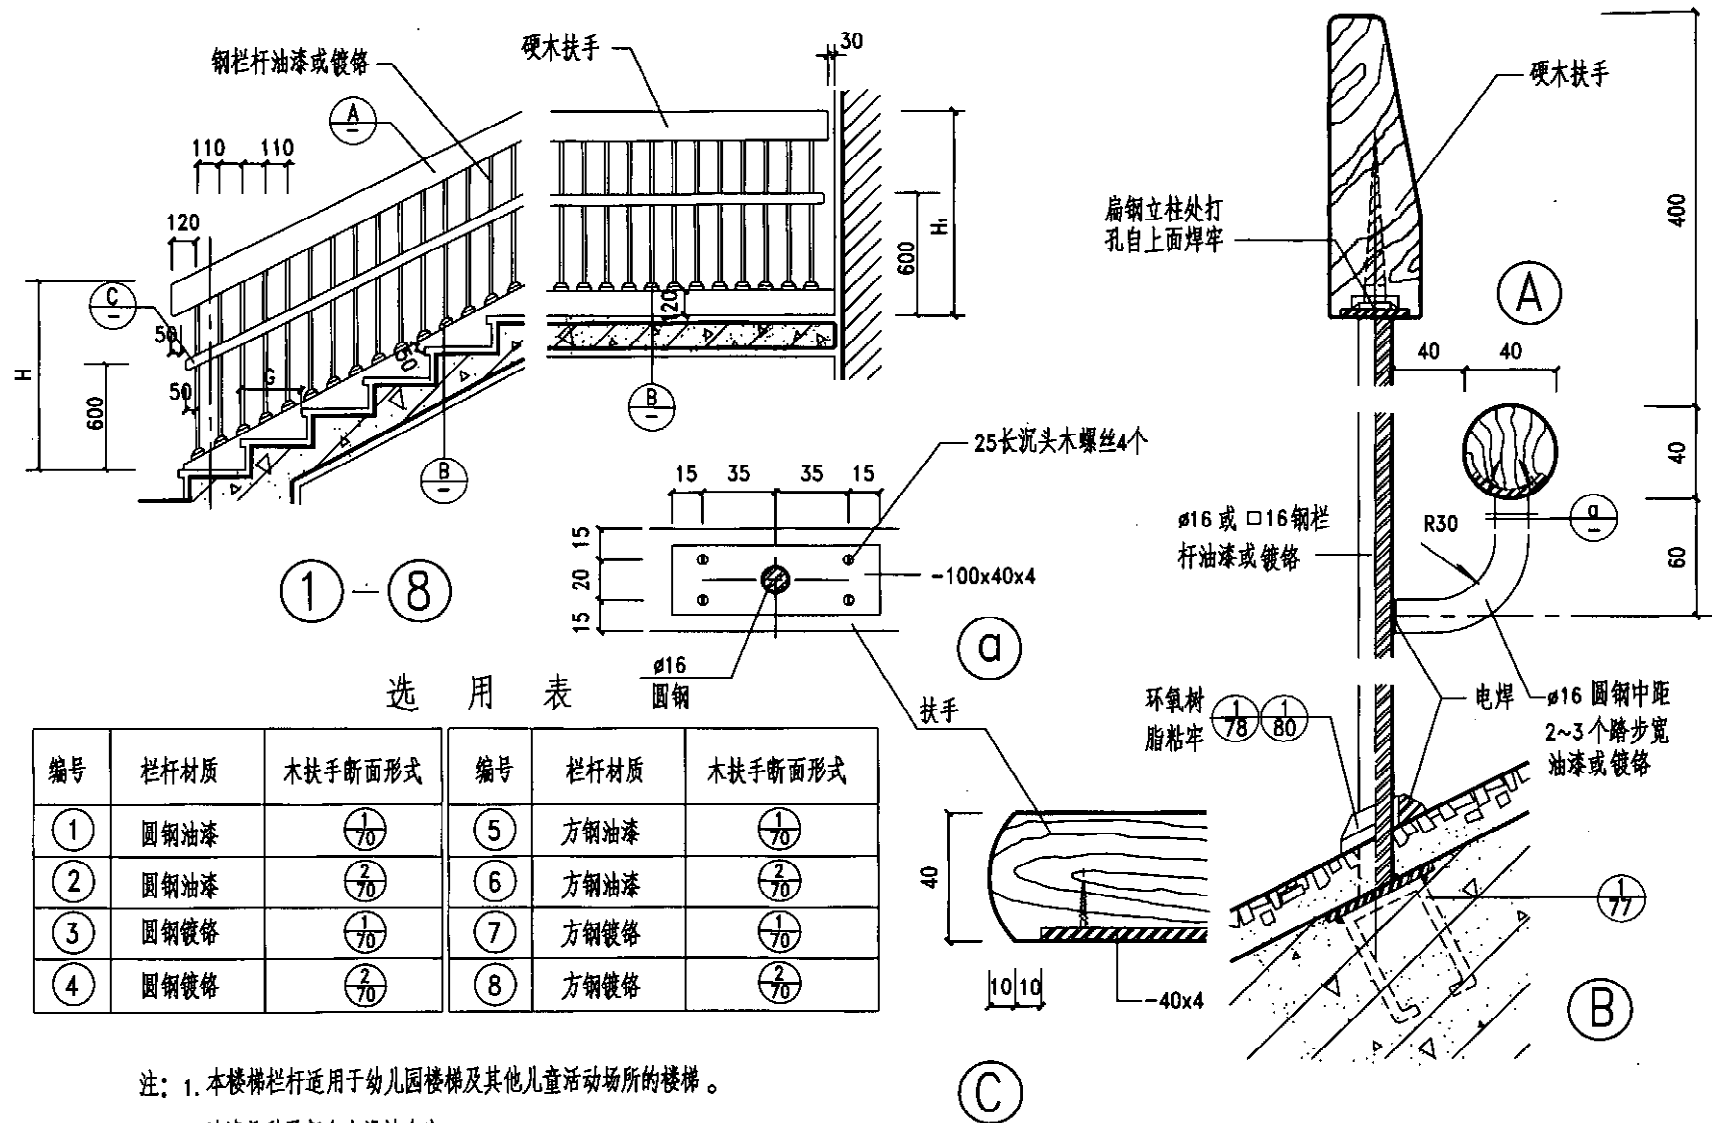 钢栏杆油漆或镀铬
硬木扶手
30
A
–
110
110
120
C
–
50
50
H
600
G
50
B
–
120
B
–
600
H₁
①–⑧
25长沉头木螺丝4个
15
35
35
15
15
20
15
-100x40x4
ø16
圆钢
a
扶手
40
10
10
-40x4
C
硬木扶手
扁钢立柱处打
孔自上面焊牢
A
400
40
40
40
60
ø16或□16钢栏
杆油漆或镀铬
R30
a
–
环氧树
脂粘牢
1/78
1/80
电焊
ø16圆钢中距
2~3个踏步宽
油漆或镀铬
1/77
B
选用表
编号 栏杆材质 木扶手断面形式 编号 栏杆材质 木扶手断面形式
① 圆钢油漆 1/70 ⑤ 方钢油漆 1/70
② 圆钢油漆 2/70 ⑥ 方钢油漆 2/70
③ 圆钢镀铬 1/70 ⑦ 方钢镀铬 1/70
④ 圆钢镀铬 2/70 ⑧ 方钢镀铬 2/70
注：1.本楼梯栏杆适用于幼儿园楼梯及其他儿童活动场所的楼梯。